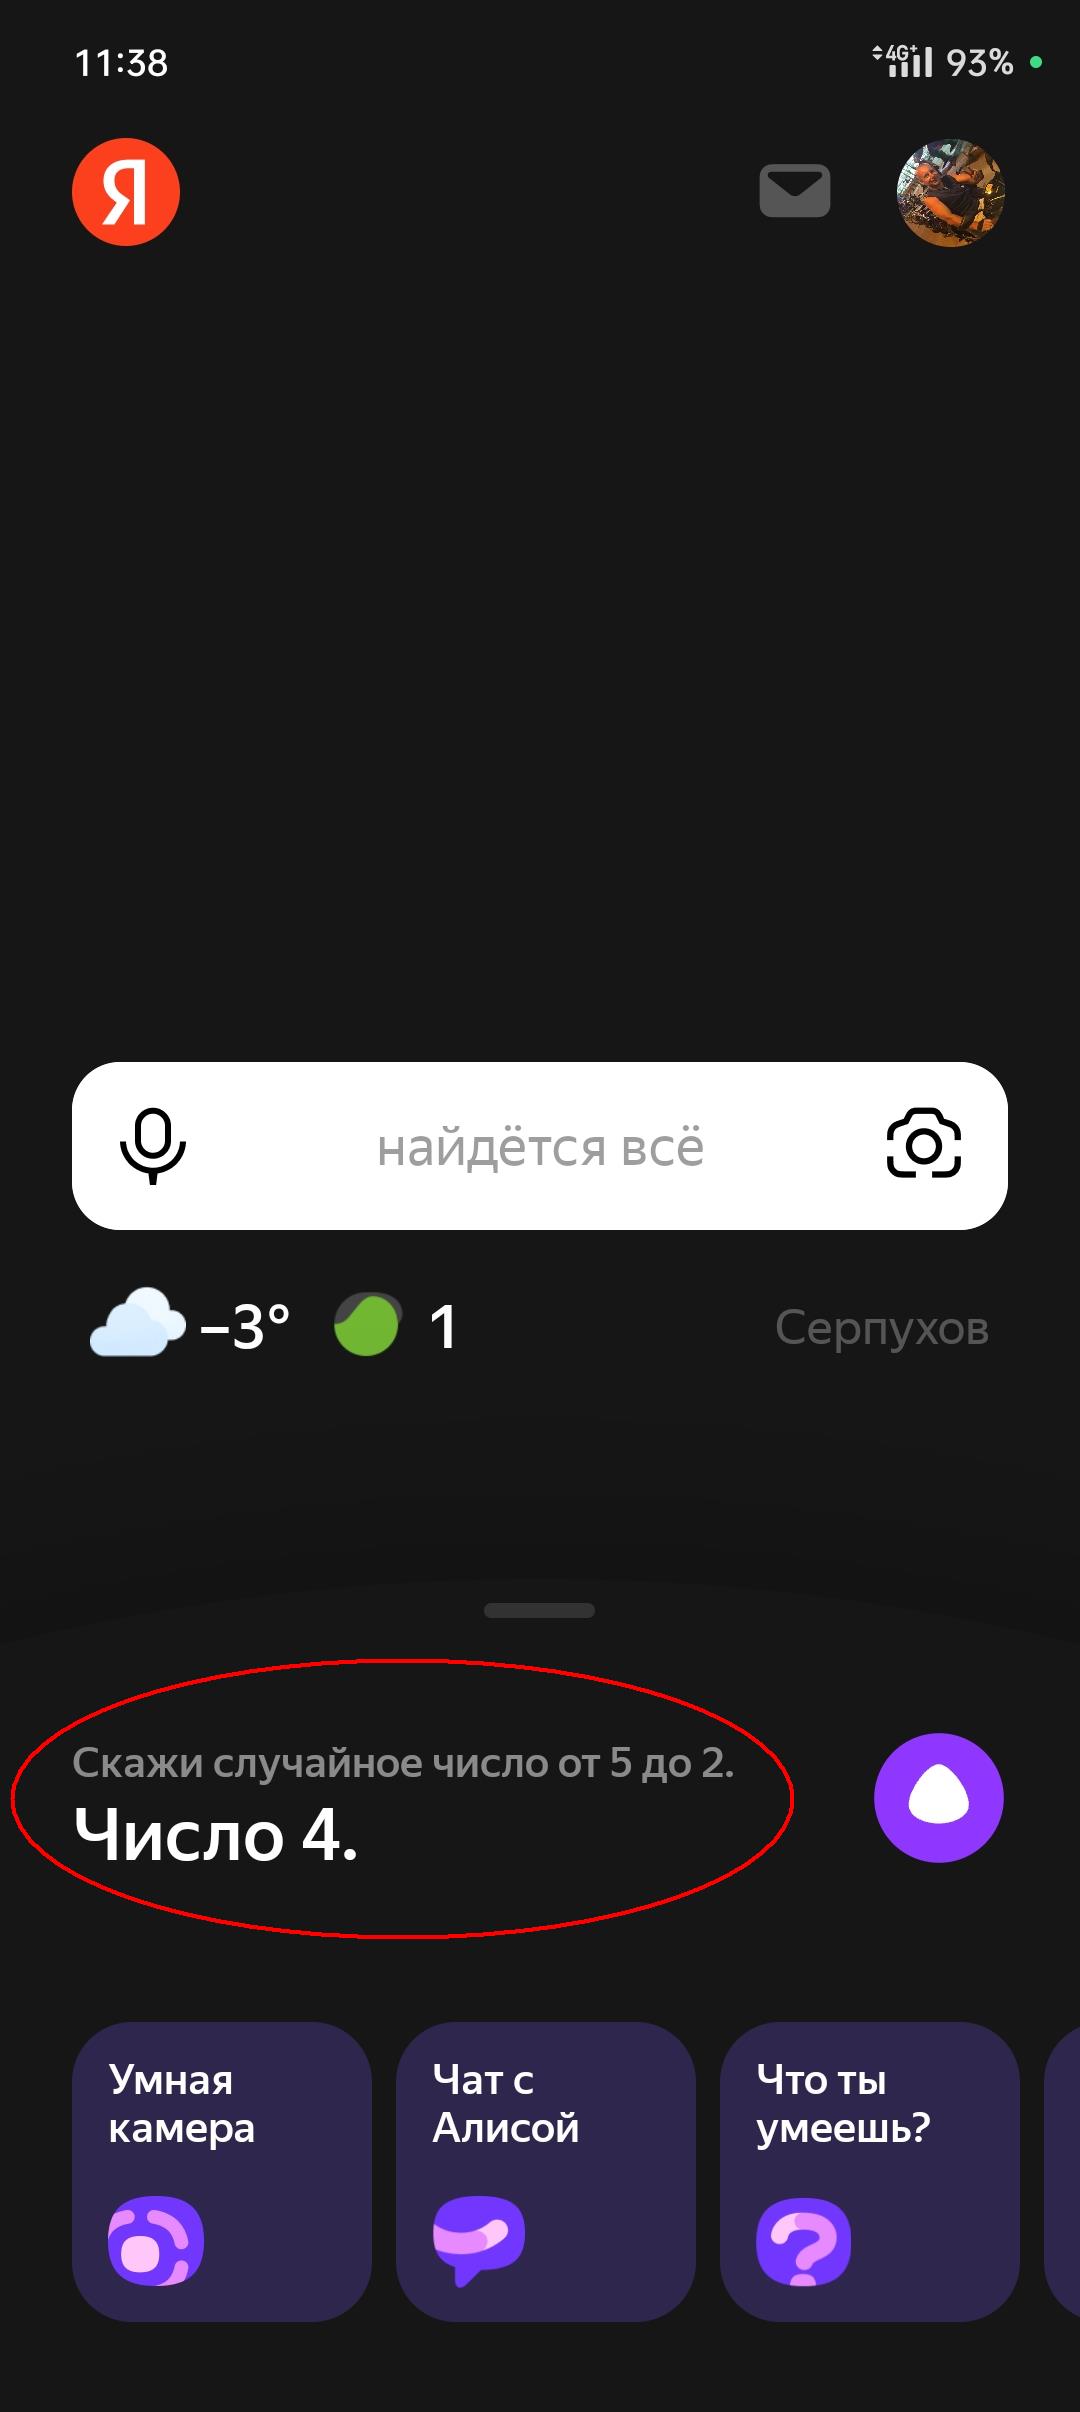 11:38
4G+ 93%
Я
найдётся всё
–3° 1
Серпухов
Скажи случайное число от 5 до 2.
Число 4.
Умная
камера
Чат с
Алисой
Что ты
умеешь?